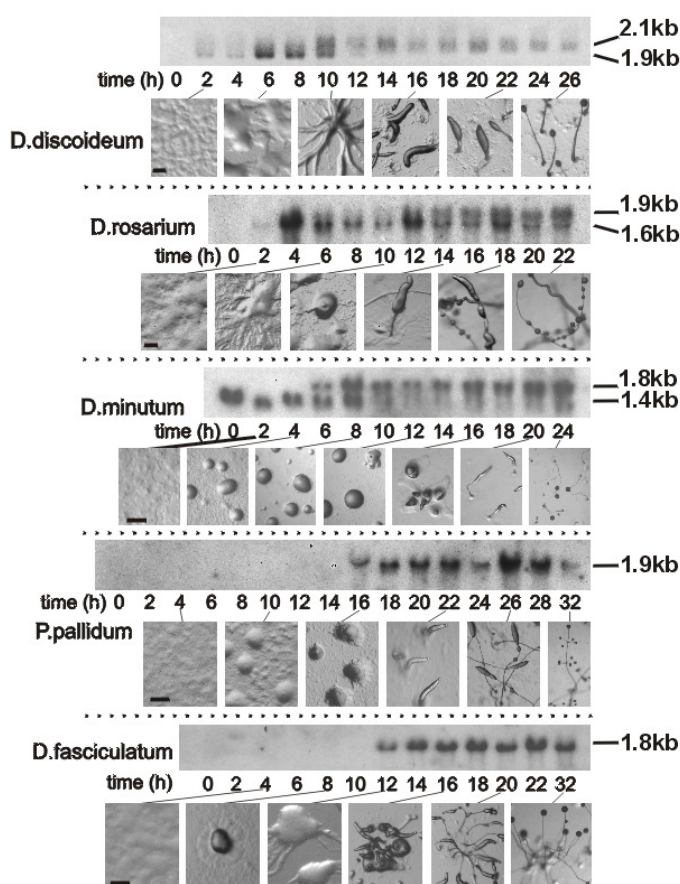 2.1kb
1.9kb
time (h) 0 2 4 6 8 10 12 14 16 18 20 22 24 26
D.discoideum
1.9kb
D.rosarium
1.6kb
time (h) 0 2 4 6 8 10 12 14 16 18 20 22
1.8kb
D.minutum
1.4kb
time (h) 0 2 4 6 8 10 12 14 16 18 20 24
1.9kb
time (h) 0 2 4 6 8 10 12 14 16 18 20 22 24 26 28 32
P.pallidum
D.fasciculatum
1.8kb
time (h) 0 2 4 6 8 10 12 14 16 18 20 22 32